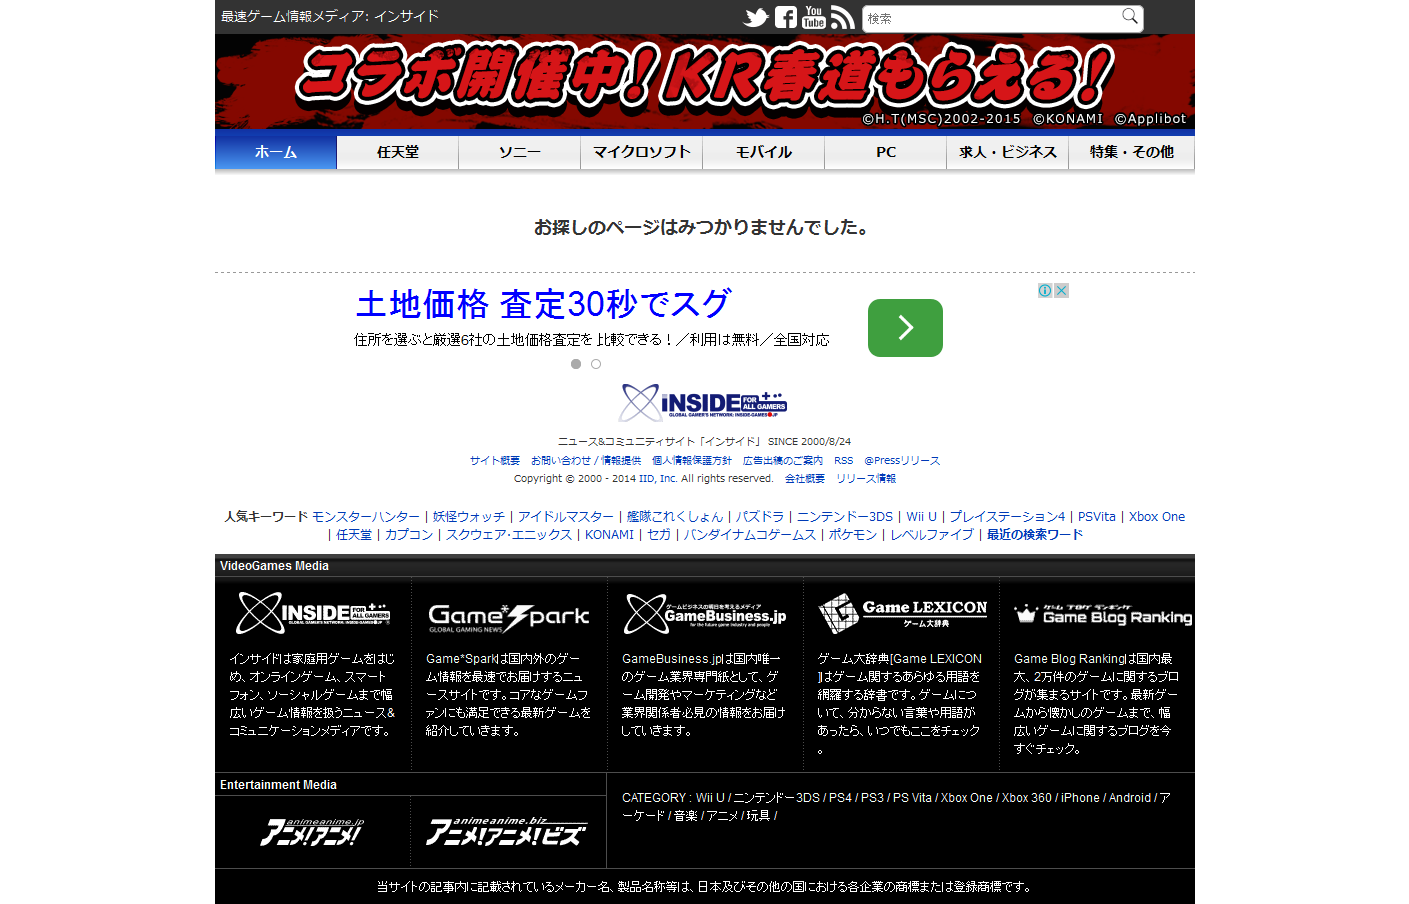 最速ゲーム情報メディア: インサイド
You Tube
検索
コラボ開催中!KR春道もらえる!
©H.T(MSC)2002-2015 ©KONAMI ©Applibot
ホーム 任天堂 ソニー マイクロソフト モバイル PC 求人・ビジネス 特集・その他
お探しのページはみつかりませんでした。
土地価格 査定30秒でスグ
住所を選ぶと厳選6社の土地価格査定を 比較できる！／利用は無料／全国対応
iNSIDE FOR ALL GAMERS
GLOBAL GAMER'S NETWORK: INSIDE-GAMES.JP
ニュース&コミュニティサイト「インサイド」 SINCE 2000/8/24
サイト概要 お問い合わせ / 情報提供 個人情報保護方針 広告出稿のご案内 RSS @Pressリリース
Copyright © 2000 - 2014 IID, Inc. All rights reserved. 会社概要 リリース情報
人気キーワード モンスターハンター | 妖怪ウォッチ | アイドルマスター | 艦隊これくしょん | パズドラ | ニンテンドー3DS | Wii U | プレイステーション4 | PSVita | Xbox One
| 任天堂 | カプコン | スクウェア･エニックス | KONAMI | セガ | バンダイナムコゲームス | ポケモン | レベルファイブ | 最近の検索ワード
VideoGames Media
iNSIDE FOR ALL GAMERS
GLOBAL GAMER'S NETWORK: INSIDE-GAMES.JP
インサイドは家庭用ゲームをはじ
め、オンラインゲーム、スマート
フォン、ソーシャルゲームまで幅
広いゲーム情報を扱うニュース&
コミュニケーションメディアです。
Game*Spark
GLOBAL GAMING NEWS
Game*Sparkは国内外のゲー
ム情報を最速でお届けするニュ
ースサイトです。コアなゲームフ
ァンにも満足できる最新ゲームを
紹介していきます。
ゲームビジネスの明日を考えるメディア
GameBusiness.jp
for the future game industry and people
GameBusiness.jpは国内唯一
のゲーム業界専門紙として、ゲ
ーム開発やマーケティングなど
業界関係者必見の情報をお届け
していきます。
Game LEXICON
ゲーム大辞典
ゲーム大辞典[Game LEXICON
]はゲーム関するあらゆる用語を
網羅する辞書です。ゲームにつ
いて、分からない言葉や用語が
あったら、いつでもここをチェック
。
ゲーム ブログ ランキング
Game Blog Ranking
Game Blog Rankingは国内最
大、2万件のゲームに関するブロ
グが集まるサイトです。最新ゲー
ムから懐かしのゲームまで、幅
広いゲームに関するブログを今
すぐチェック。
Entertainment Media
animeanime.jp
アニメ!アニメ!
animeanime.biz
アニメ!アニメ!ビズ
CATEGORY : Wii U / ニンテンドー3DS / PS4 / PS3 / PS Vita / Xbox One / Xbox 360 / iPhone / Android / ア
ーケード / 音楽 / アニメ / 玩具 /
当サイトの記事内に記載されているメーカー名、製品名称等は、日本及びその他の国における各企業の商標または登録商標です。